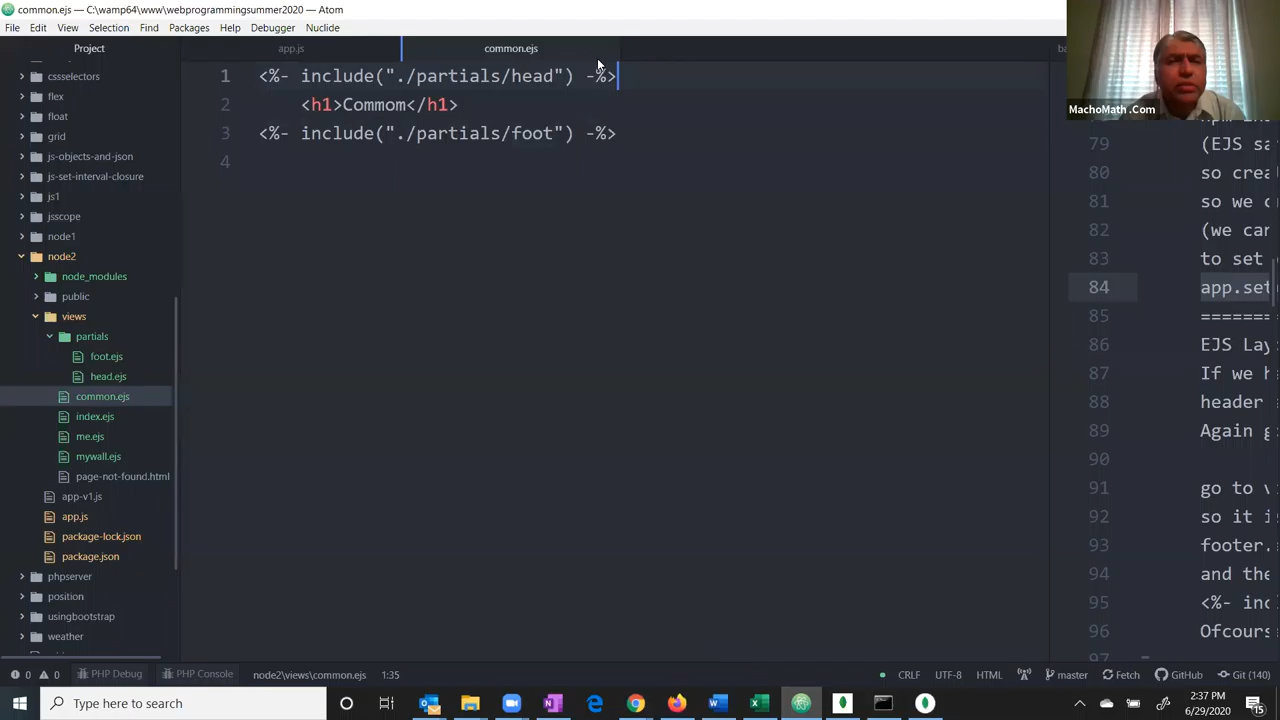 common.ejs — C:\wamp64\www\webprogrammingsummer2020 — Atom
File Edit View Selection Find Packages Help Debugger Nuclide
Project
app.js
common.ejs
cssselectors
flex
float
grid
js-objects-and-json
js-set-interval-closure
js1
jsscope
node1
node2
node_modules
public
views
partials
foot.ejs
head.ejs
common.ejs
index.ejs
me.ejs
mywall.ejs
page-not-found.html
app-v1.js
app.js
package-lock.json
package.json
phpserver
position
usingbootstrap
weather
1 <%- include("./partials/head") -%>
2 <h1>Commom</h1>
3 <%- include("./partials/foot") -%>
4
MachoMath .Com
79 (EJS sa
80 so crea
81 so we c
82 (we car
83 to set
84 app.set
85 =======
86 EJS Lay
87 If we h
88 header
89 Again g
90
91 go to v
92 so it i
93 footer.
94 and the
95 <%- inc
96 Ofcours
97
0 0 PHP Debug PHP Console node2\views\common.ejs 1:35 CRLF UTF-8 HTML master Fetch GitHub Git (140)
Type here to search
2:37 PM
6/29/2020
15